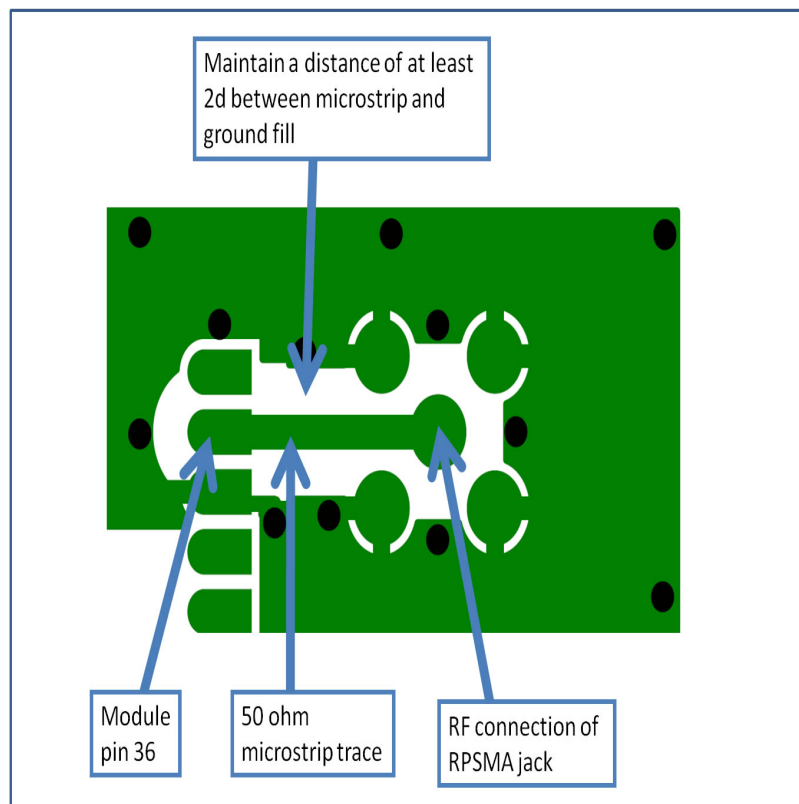 Maintain a distance of at least
2d between microstrip and
ground fill
Module
pin 36
50 ohm
microstrip trace
RF connection of
RPSMA jack